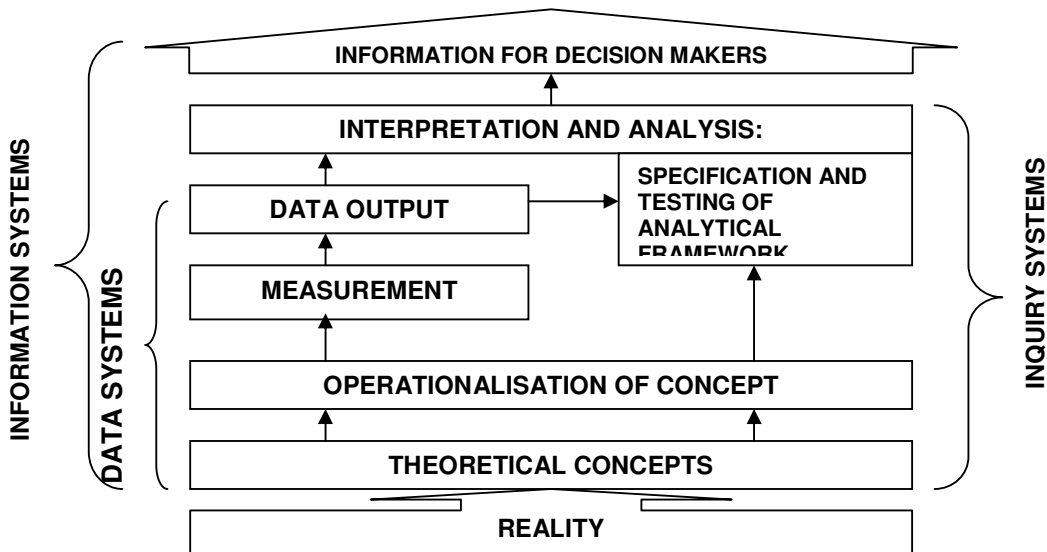 INFORMATION FOR DECISION MAKERS
INTERPRETATION AND ANALYSIS:
SPECIFICATION AND
TESTING OF
ANALYTICAL
FRAMEWORK
DATA OUTPUT
MEASUREMENT
OPERATIONALISATION OF CONCEPT
THEORETICAL CONCEPTS
REALITY
INFORMATION SYSTEMS
DATA SYSTEMS
INQUIRY SYSTEMS